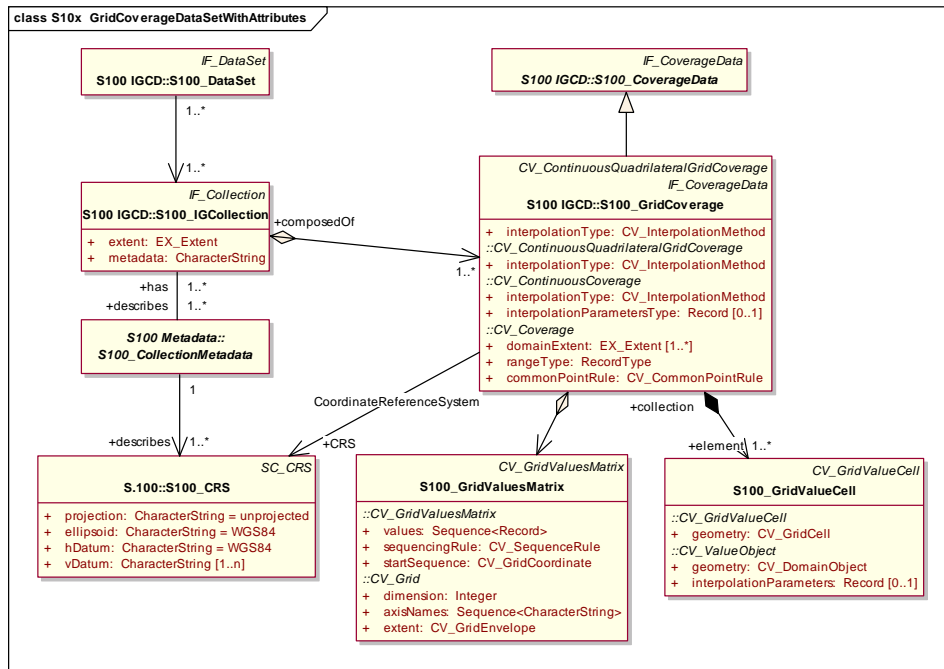 class S10x GridCoverageDataSetWithAttributes
IF_DataSet
S100 IGCD::S100_DataSet
1..*
1..*
IF_CoverageData
S100 IGCD::S100_CoverageData
IF_Collection
S100 IGCD::S100_IGCollection
+ extent: EX_Extent
+ metadata: CharacterString
+composedOf
1..*
CV_ContinuousQuadrilateralGridCoverage
IF_CoverageData
S100 IGCD::S100_GridCoverage
+ interpolationType: CV_InterpolationMethod
::CV_ContinuousQuadrilateralGridCoverage
+ interpolationType: CV_InterpolationMethod
::CV_ContinuousCoverage
+ interpolationType: CV_InterpolationMethod
+ interpolationParametersType: Record [0..1]
::CV_Coverage
+ domainExtent: EX_Extent [1..*]
+ rangeType: RecordType
+ commonPointRule: CV_CommonPointRule
+has
1..*
+describes
1..*
S100 Metadata::
S100_CollectionMetadata
1
+describes
1..*
CoordinateReferenceSystem
+CRS
+collection
+element
1..*
SC_CRS
S.100::S100_CRS
+ projection: CharacterString = unprojected
+ ellipsoid: CharacterString = WGS84
+ hDatum: CharacterString = WGS84
+ vDatum: CharacterString [1..n]
CV_GridValuesMatrix
S100_GridValuesMatrix
::CV_GridValuesMatrix
+ values: Sequence<Record>
+ sequencingRule: CV_SequenceRule
+ startSequence: CV_GridCoordinate
::CV_Grid
+ dimension: Integer
+ axisNames: Sequence<CharacterString>
+ extent: CV_GridEnvelope
CV_GridValueCell
S100_GridValueCell
::CV_GridValueCell
+ geometry: CV_GridCell
::CV_ValueObject
+ geometry: CV_DomainObject
+ interpolationParameters: Record [0..1]